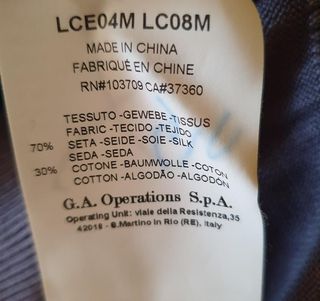 LCE04M LC08M
MADE IN CHINA
FABRIQUÉ EN CHINE
RN#103709 CA#37360
TESSUTO -GEWEBE -TISSUS
FABRIC -TECIDO -TEJIDO
70% SETA -SEIDE -SOIE -SILK
SEDA -SEDA
30% COTONE -BAUMWOLLE -COTON
COTTON -ALGODÃO -ALGODÓN
G.A. Operations S.p.A.
Operating Unit: viale della Resistenza,35
42018 - S.Martino in Rio (RE), Italy